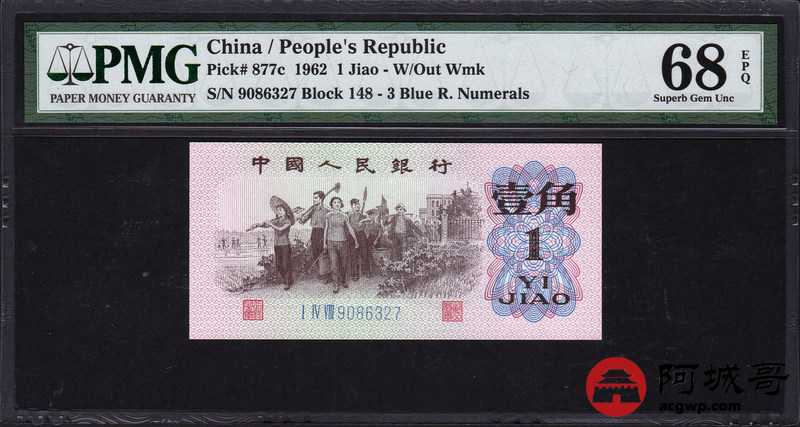 PMG
PAPER MONEY GUARANTY
China / People's Republic
Pick# 877c 1962 1 Jiao - W/Out Wmk
S/N 9086327 Block 148 - 3 Blue R. Numerals
68 EPQ
Superb Gem Unc
中國人民銀行
壹角
1
YI
JIAO
I IV VIII 9086327
阿城哥
acgwp.com